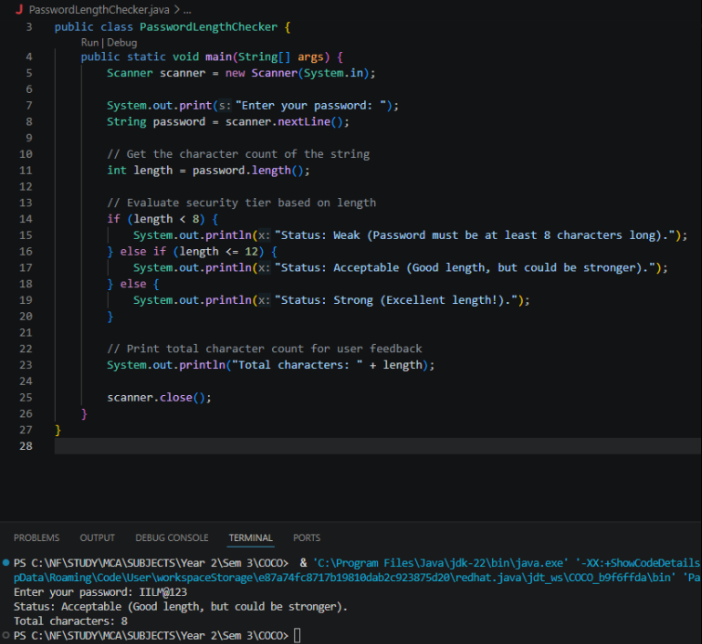 J PasswordLengthChecker.java > ...
3 public class PasswordLengthChecker {
Run | Debug
4 public static void main(String[] args) {
5 Scanner scanner = new Scanner(System.in);
6
7 System.out.print(s: "Enter your password: ");
8 String password = scanner.nextLine();
9
10 // Get the character count of the string
11 int length = password.length();
12
13 // Evaluate security tier based on length
14 if (length < 8) {
15 System.out.println(x: "Status: Weak (Password must be at least 8 characters long).");
16 } else if (length <= 12) {
17 System.out.println(x: "Status: Acceptable (Good length, but could be stronger).");
18 } else {
19 System.out.println(x: "Status: Strong (Excellent length!).");
20 }
21
22 // Print total character count for user feedback
23 System.out.println("Total characters: " + length);
24
25 scanner.close();
26 }
27 }
28
PROBLEMS OUTPUT DEBUG CONSOLE TERMINAL PORTS
PS C:\NF\STUDY\MCA\SUBJECTS\Year 2\Sem 3\COCO> & 'C:\Program Files\Java\jdk-22\bin\java.exe' '-XX:+ShowCodeDetails
pData\Roaming\Code\User\workspaceStorage\e87a74fc8717b19810dab2c923875d20\redhat.java\jdt_ws\COCO_b9f6ffda\bin' 'Pa
Enter your password: IILM@123
Status: Acceptable (Good length, but could be stronger).
Total characters: 8
PS C:\NF\STUDY\MCA\SUBJECTS\Year 2\Sem 3\COCO>